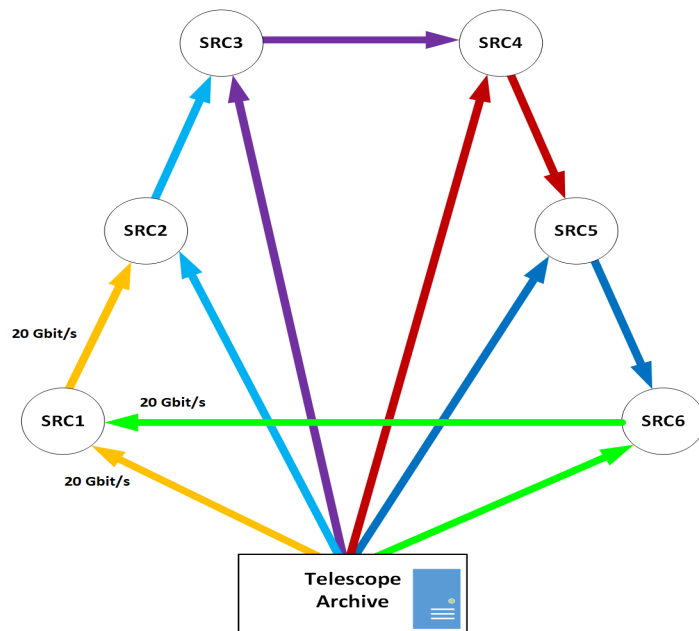 SRC3
SRC4
SRC2
SRC5
20 Gbit/s
20 Gbit/s
SRC1
SRC6
20 Gbit/s
Telescope
Archive